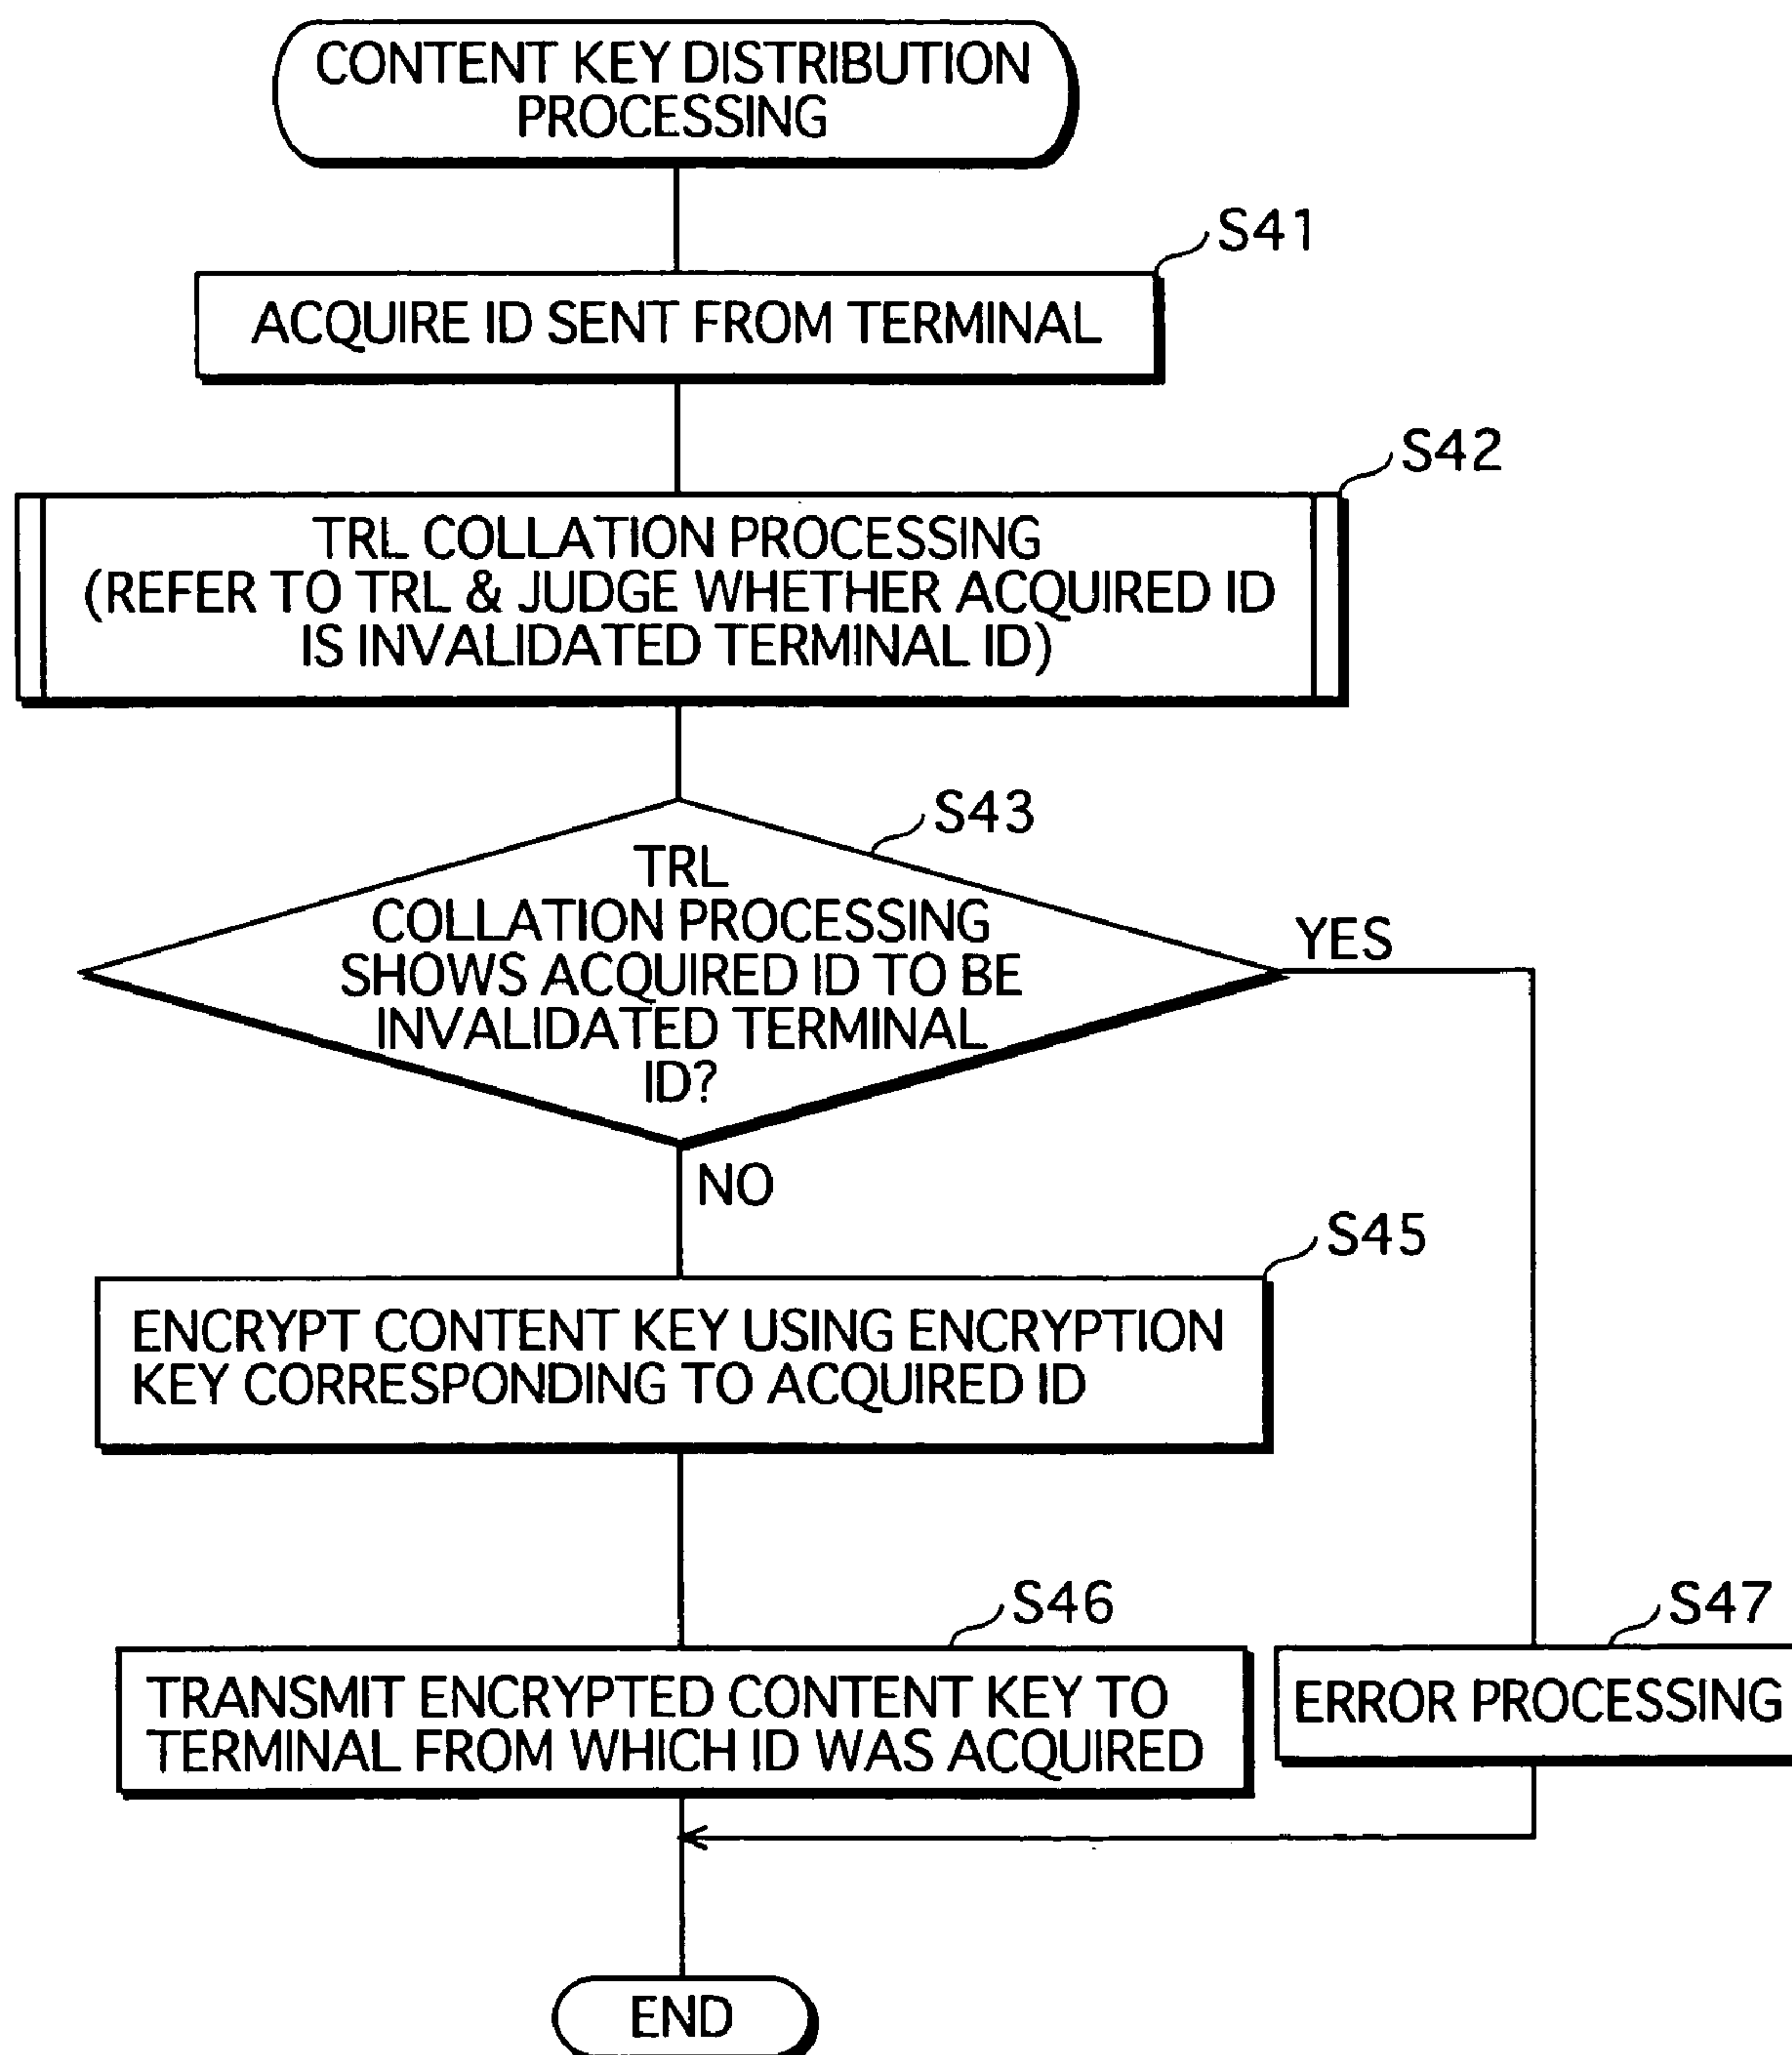 CONTENT KEY DISTRIBUTION
PROCESSING
S41
ACQUIRE ID SENT FROM TERMINAL
S42
TRL COLLATION PROCESSING
(REFER TO TRL & JUDGE WHETHER ACQUIRED ID
IS INVALIDATED TERMINAL ID)
S43
TRL
COLLATION PROCESSING
SHOWS ACQUIRED ID TO BE
INVALIDATED TERMINAL
ID?
YES
NO
S45
ENCRYPT CONTENT KEY USING ENCRYPTION
KEY CORRESPONDING TO ACQUIRED ID
S46
TRANSMIT ENCRYPTED CONTENT KEY TO
TERMINAL FROM WHICH ID WAS ACQUIRED
S47
ERROR PROCESSING
END